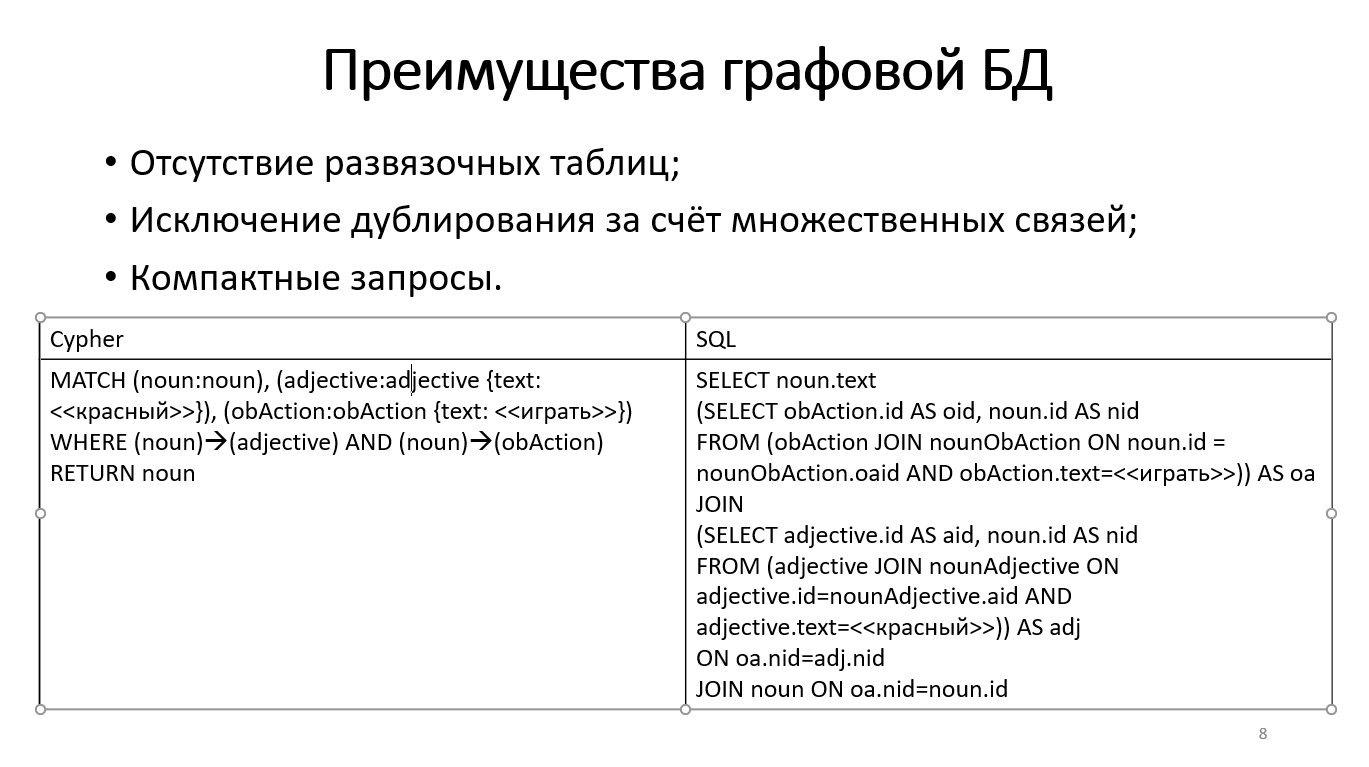 Преимущества графовой БД
• Отсутствие развязочных таблиц;
• Исключение дублирования за счёт множественных связей;
• Компактные запросы.
Cypher
MATCH (noun:noun), (adjective:adjective {text:
<<красный>>}), (obAction:obAction {text: <<играть>>})
WHERE (noun)→(adjective) AND (noun)→(obAction)
RETURN noun
SQL
SELECT noun.text
(SELECT obAction.id AS oid, noun.id AS nid
FROM (obAction JOIN nounObAction ON noun.id =
nounObAction.oaid AND obAction.text=<<играть>>)) AS oa
JOIN
(SELECT adjective.id AS aid, noun.id AS nid
FROM (adjective JOIN nounAdjective ON
adjective.id=nounAdjective.aid AND
adjective.text=<<красный>>)) AS adj
ON oa.nid=adj.nid
JOIN noun ON oa.nid=noun.id
8